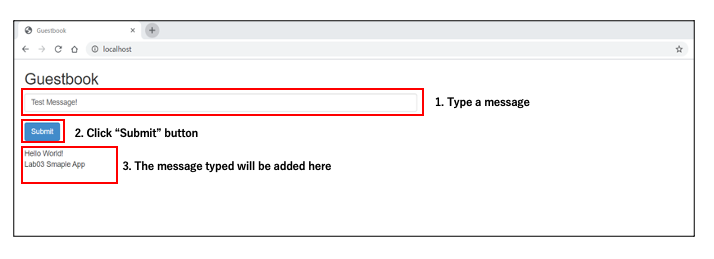 Guestbook
localhost
Guestbook
Test Message!
1. Type a message
Submit
2. Click “Submit” button
Hello World!
Lab03 Smaple App
3. The message typed will be added here